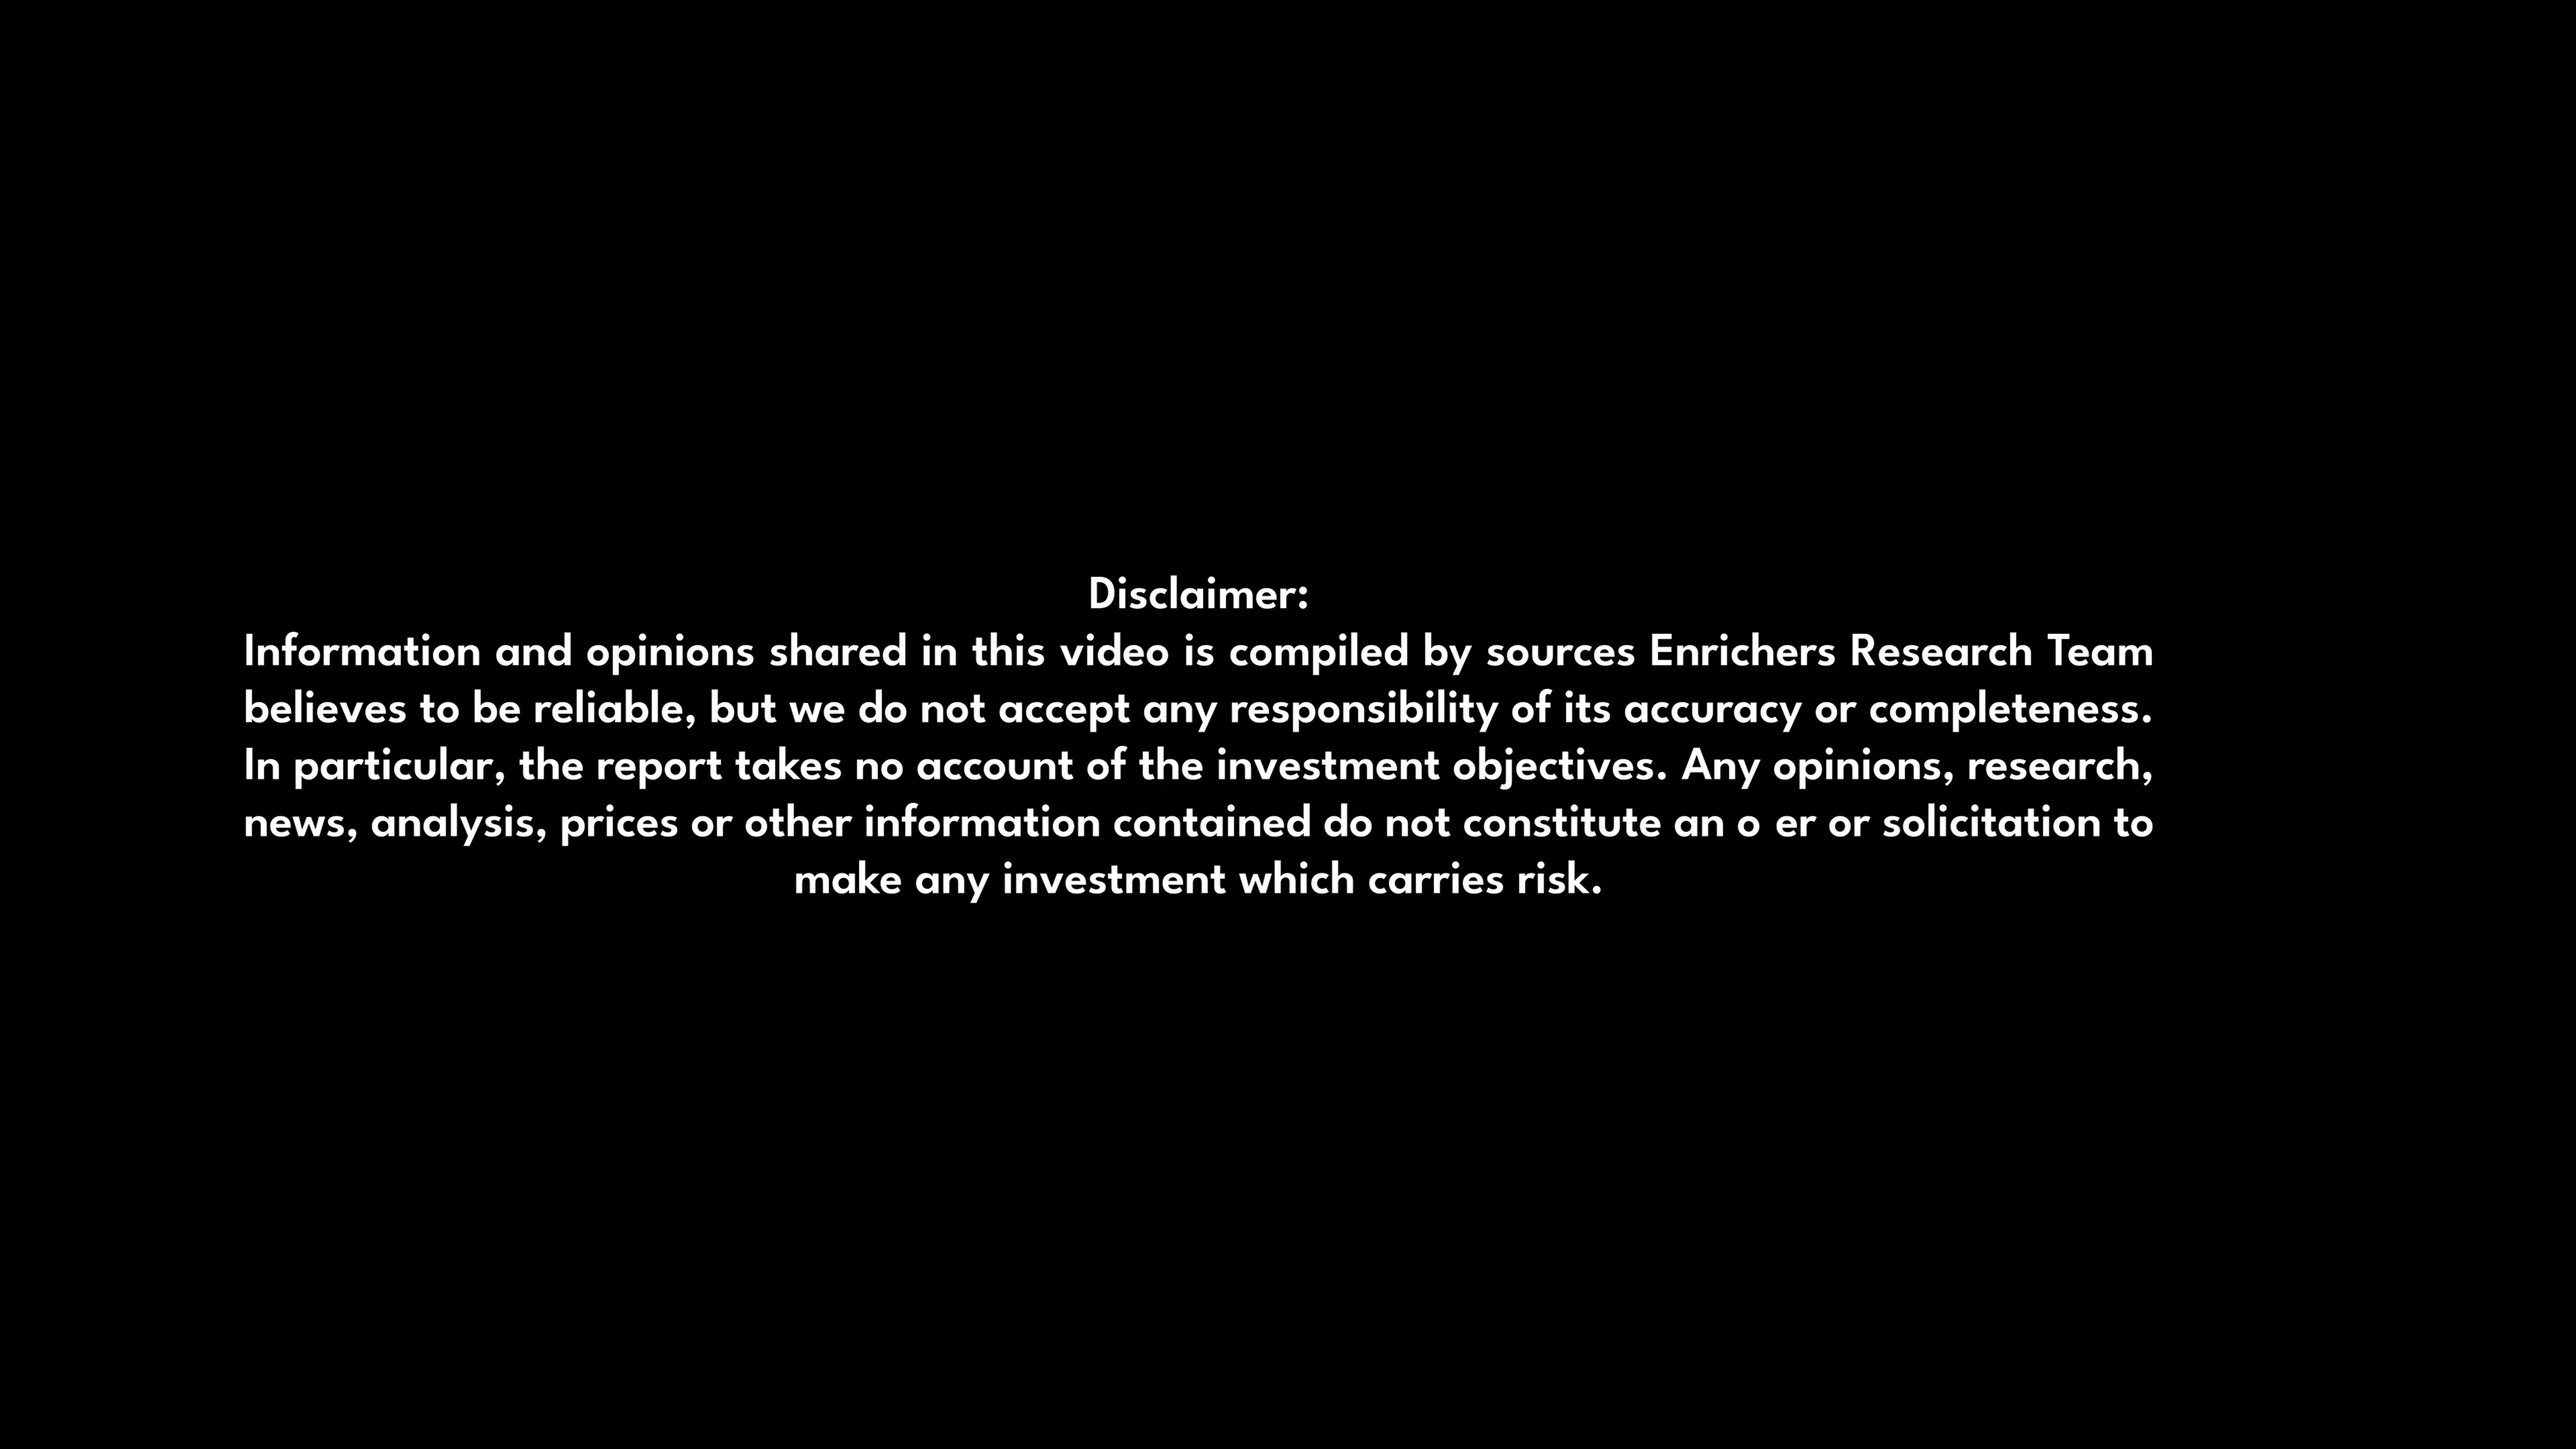 Disclaimer:
Information and opinions shared in this video is compiled by sources Enrichers Research Team
believes to be reliable, but we do not accept any responsibility of its accuracy or completeness.
In particular, the report takes no account of the investment objectives. Any opinions, research,
news, analysis, prices or other information contained do not constitute an o er or solicitation to
make any investment which carries risk.